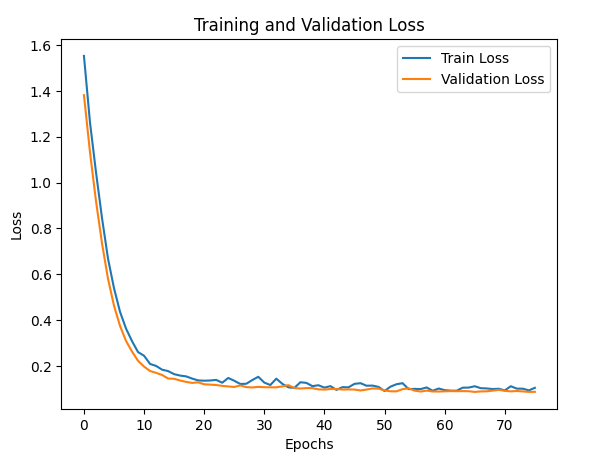 Training and Validation Loss
Train Loss
Validation Loss
Loss
1.6
1.4
1.2
1.0
0.8
0.6
0.4
0.2
0 10 20 30 40 50 60 70
Epochs